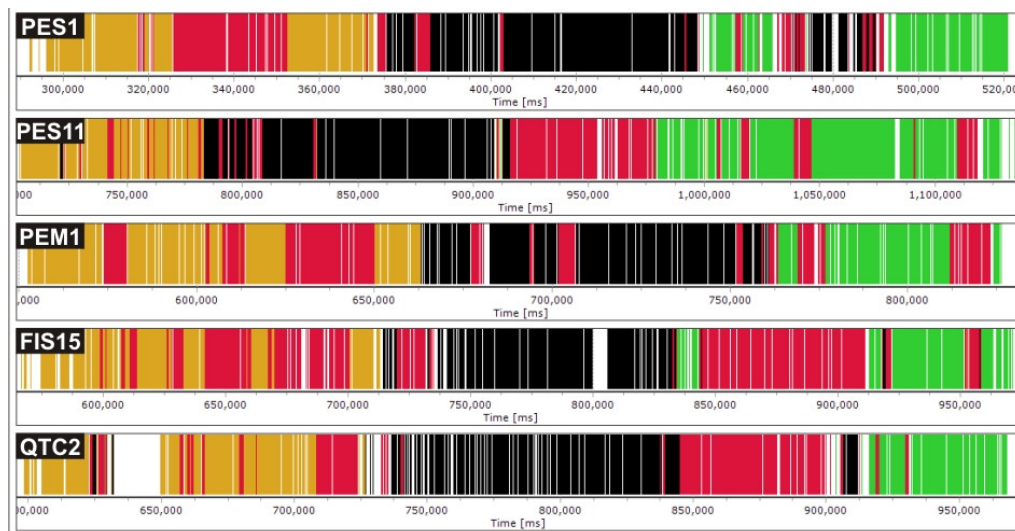 PES1
300,000 320,000 340,000 360,000 380,000 400,000 420,000 440,000 460,000 480,000 500,000 520,0
Time [ms]
PES11
000 750,000 800,000 850,000 900,000 950,000 1,000,000 1,050,000 1,100,000
Time [ms]
PEM1
,000 600,000 650,000 700,000 750,000 800,000
Time [ms]
FIS15
600,000 650,000 700,000 750,000 800,000 850,000 900,000 950,000
Time [ms]
QTC2
00,000 650,000 700,000 750,000 800,000 850,000 900,000 950,000
Time [ms]